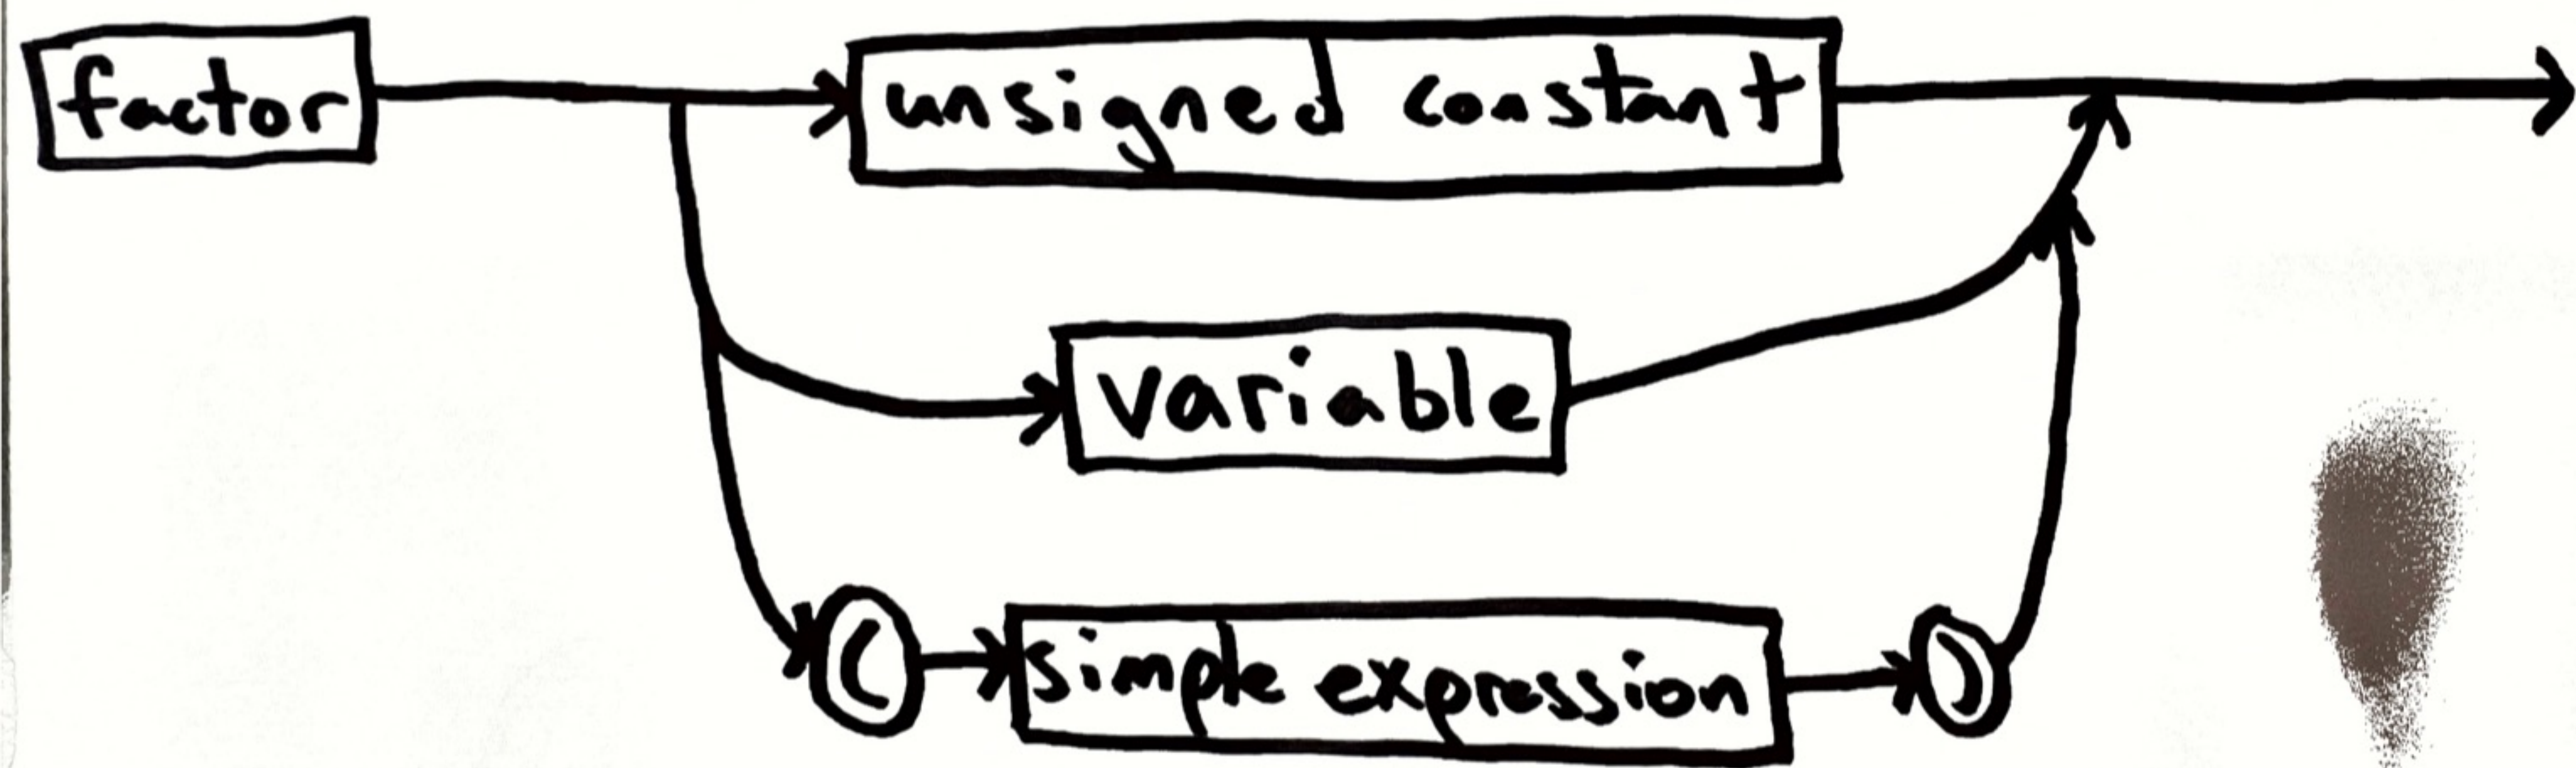 factor unsigned constant
variable
( simple expression )